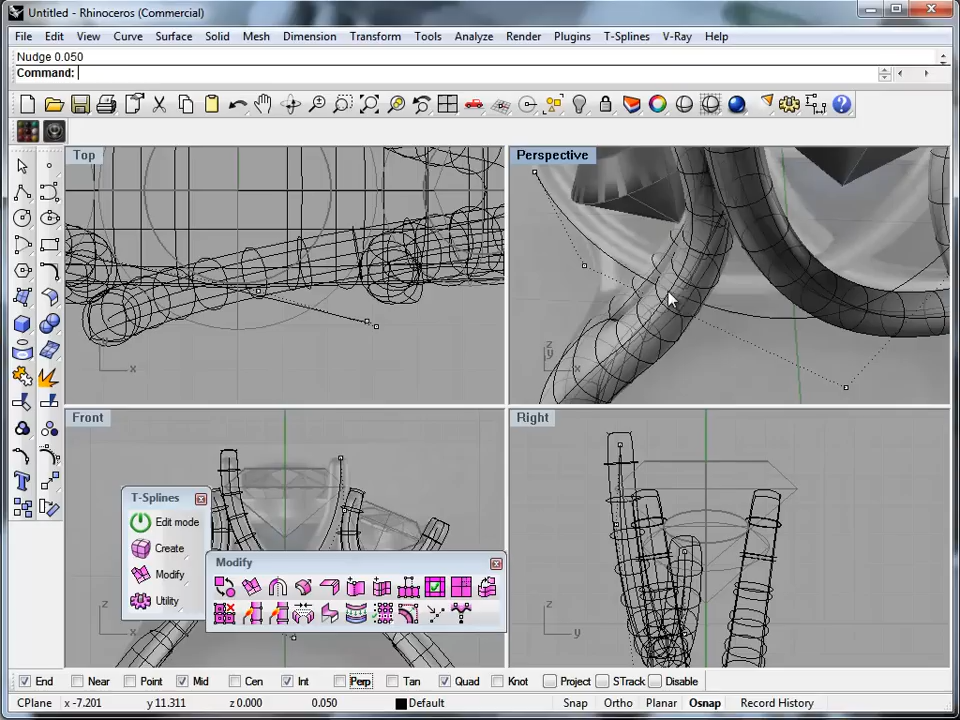 Untitled - Rhinoceros (Commercial)
File Edit View Curve Surface Solid Mesh Dimension Transform Tools Analyze Render Plugins T-Splines V-Ray Help
Nudge 0.050
Command:
Top
Perspective
x
z
y
x
Front
Right
T-Splines
Edit mode
Create
Modify
Utility
Modify
z
x
z
y
End Near Point Mid Cen Int Perp Tan Quad Knot Project STrack Disable
CPlane x -7.201 y 11.311 z 0.000 0.050 Default Snap Ortho Planar Osnap Record History